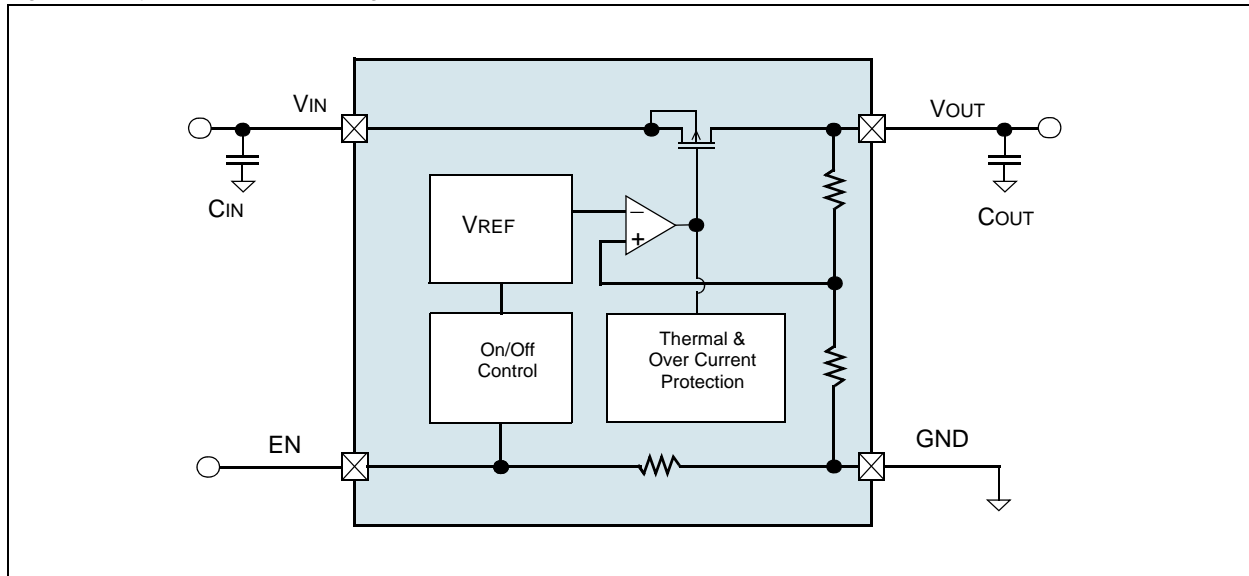 VIN
VOUT
CIN
COUT
VREF
−
+
On/Off
Control
Thermal &
Over Current
Protection
EN
GND